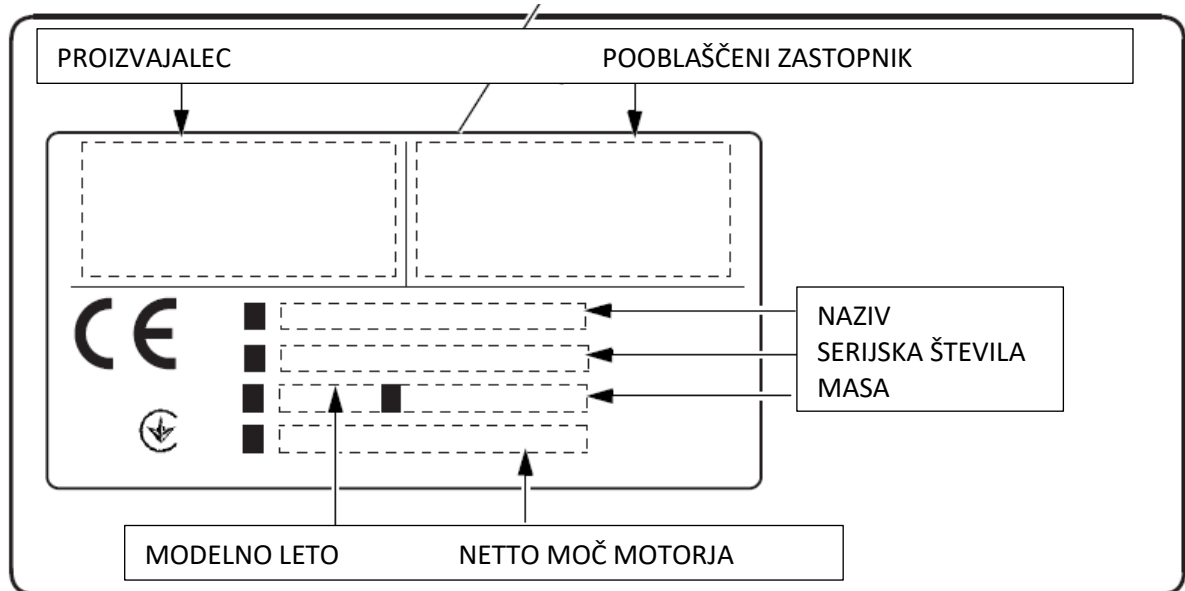 PROIZVAJALEC POOBLAŠČENI ZASTOPNIK
CE
NAZIV
SERIJSKA ŠTEVILA
MASA
MODELNO LETO NETTO MOČ MOTORJA